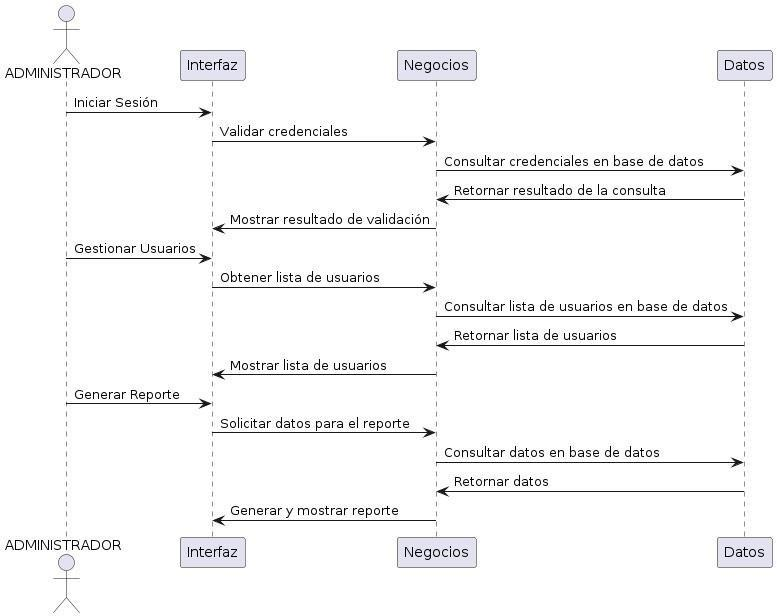 ADMINISTRADOR
Interfaz
Negocios
Datos
Iniciar Sesión
Validar credenciales
Consultar credenciales en base de datos
Retornar resultado de la consulta
Mostrar resultado de validación
Gestionar Usuarios
Obtener lista de usuarios
Consultar lista de usuarios en base de datos
Retornar lista de usuarios
Mostrar lista de usuarios
Generar Reporte
Solicitar datos para el reporte
Consultar datos en base de datos
Retornar datos
Generar y mostrar reporte
ADMINISTRADOR
Interfaz
Negocios
Datos